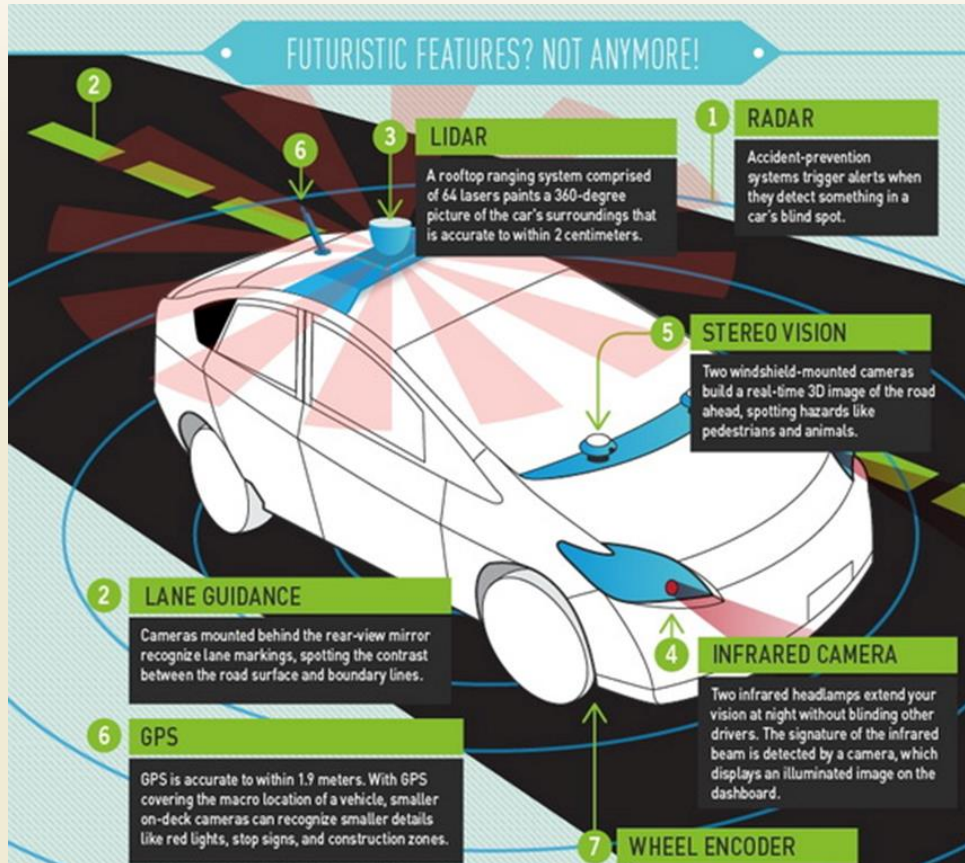 FUTURISTIC FEATURES? NOT ANYMORE!
2
6
3
LIDAR
A rooftop ranging system comprised
of 64 lasers paints a 360-degree
picture of the car's surroundings that
is accurate to within 2 centimeters.
1
RADAR
Accident-prevention
systems trigger alerts when
they detect something in a
car's blind spot.
5
STEREO VISION
Two windshield-mounted cameras
build a real-time 3D image of the road
ahead, spotting hazards like
pedestrians and animals.
2
LANE GUIDANCE
Cameras mounted behind the rear-view mirror
recognize lane markings, spotting the contrast
between the road surface and boundary lines.
4
INFRARED CAMERA
Two infrared headlamps extend your
vision at night without blinding other
drivers. The signature of the infrared
beam is detected by a camera, which
displays an illuminated image on the
dashboard.
6
GPS
GPS is accurate to within 1.9 meters. With GPS
covering the macro location of a vehicle, smaller
on-deck cameras can recognize smaller details
like red lights, stop signs, and construction zones.
7
WHEEL ENCODER